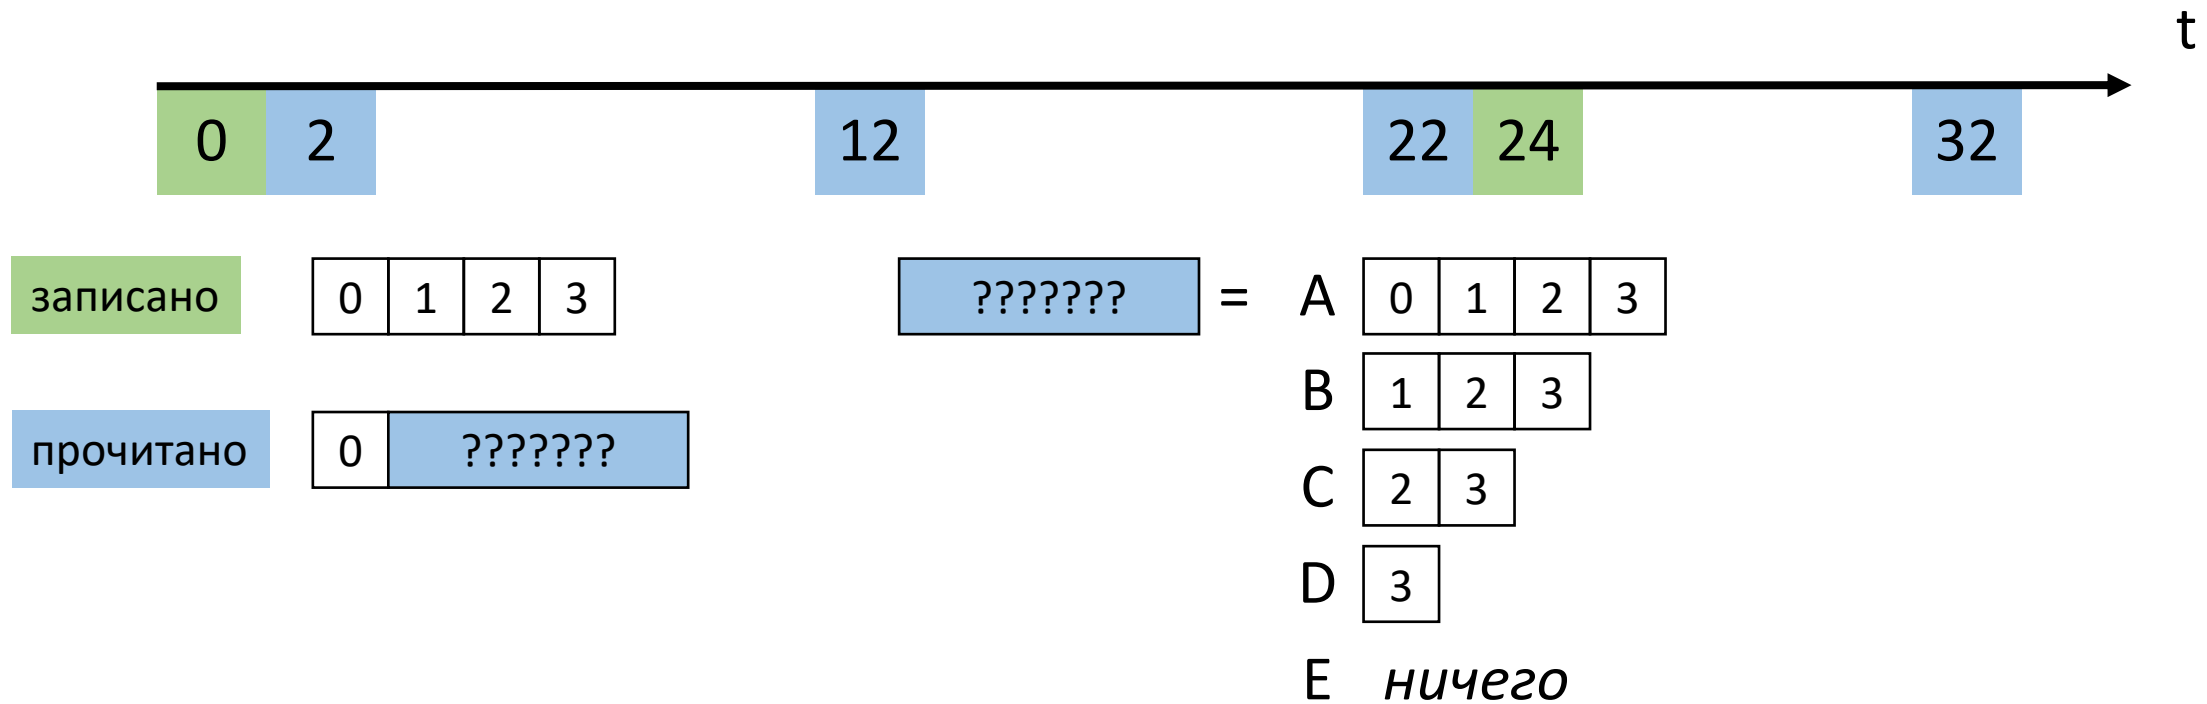 t
0 2 12 22 24 32
записано 0 1 2 3 ??????? = A 0 1 2 3
B 1 2 3
прочитано 0 ???????
C 2 3
D 3
E ничего